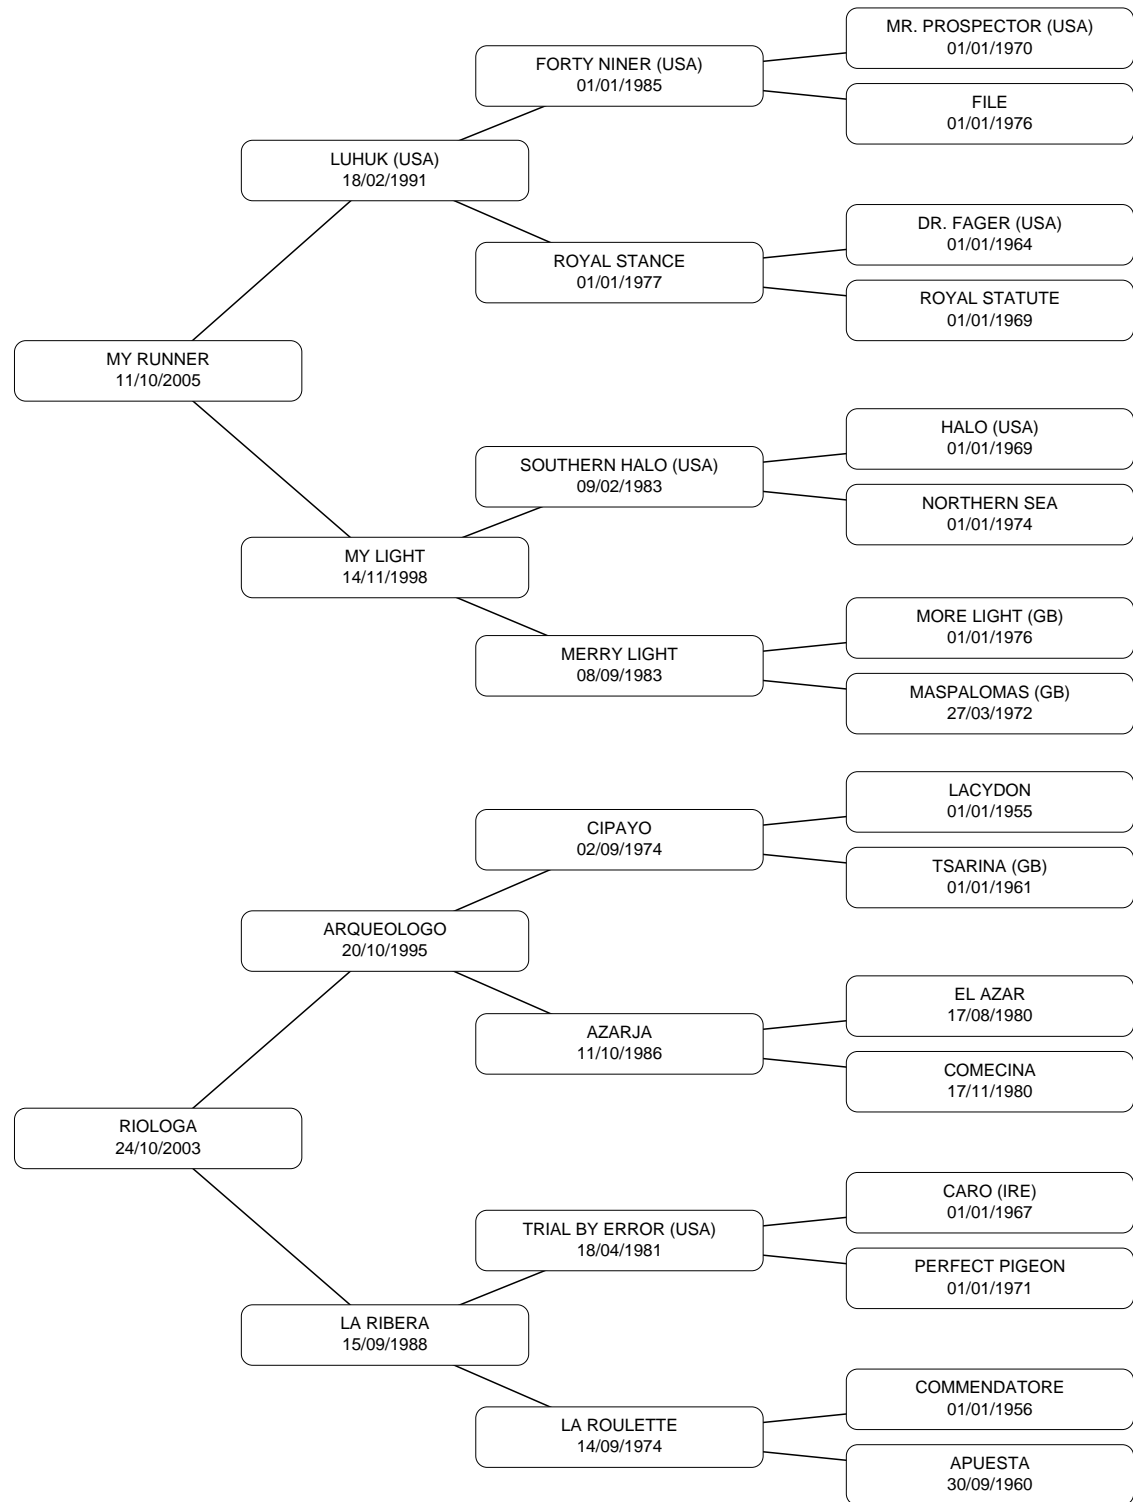 MR. PROSPECTOR (USA)
01/01/1970
FORTY NINER (USA)
01/01/1985
FILE
01/01/1976
LUHUK (USA)
18/02/1991
DR. FAGER (USA)
01/01/1964
ROYAL STANCE
01/01/1977
ROYAL STATUTE
01/01/1969
MY RUNNER
11/10/2005
HALO (USA)
01/01/1969
SOUTHERN HALO (USA)
09/02/1983
NORTHERN SEA
01/01/1974
MY LIGHT
14/11/1998
MORE LIGHT (GB)
01/01/1976
MERRY LIGHT
08/09/1983
MASPALOMAS (GB)
27/03/1972
LACYDON
01/01/1955
CIPAYO
02/09/1974
TSARINA (GB)
01/01/1961
ARQUEOLOGO
20/10/1995
EL AZAR
17/08/1980
AZARJA
11/10/1986
COMECINA
17/11/1980
RIOLOGA
24/10/2003
CARO (IRE)
01/01/1967
TRIAL BY ERROR (USA)
18/04/1981
PERFECT PIGEON
01/01/1971
LA RIBERA
15/09/1988
COMMENDATORE
01/01/1956
LA ROULETTE
14/09/1974
APUESTA
30/09/1960